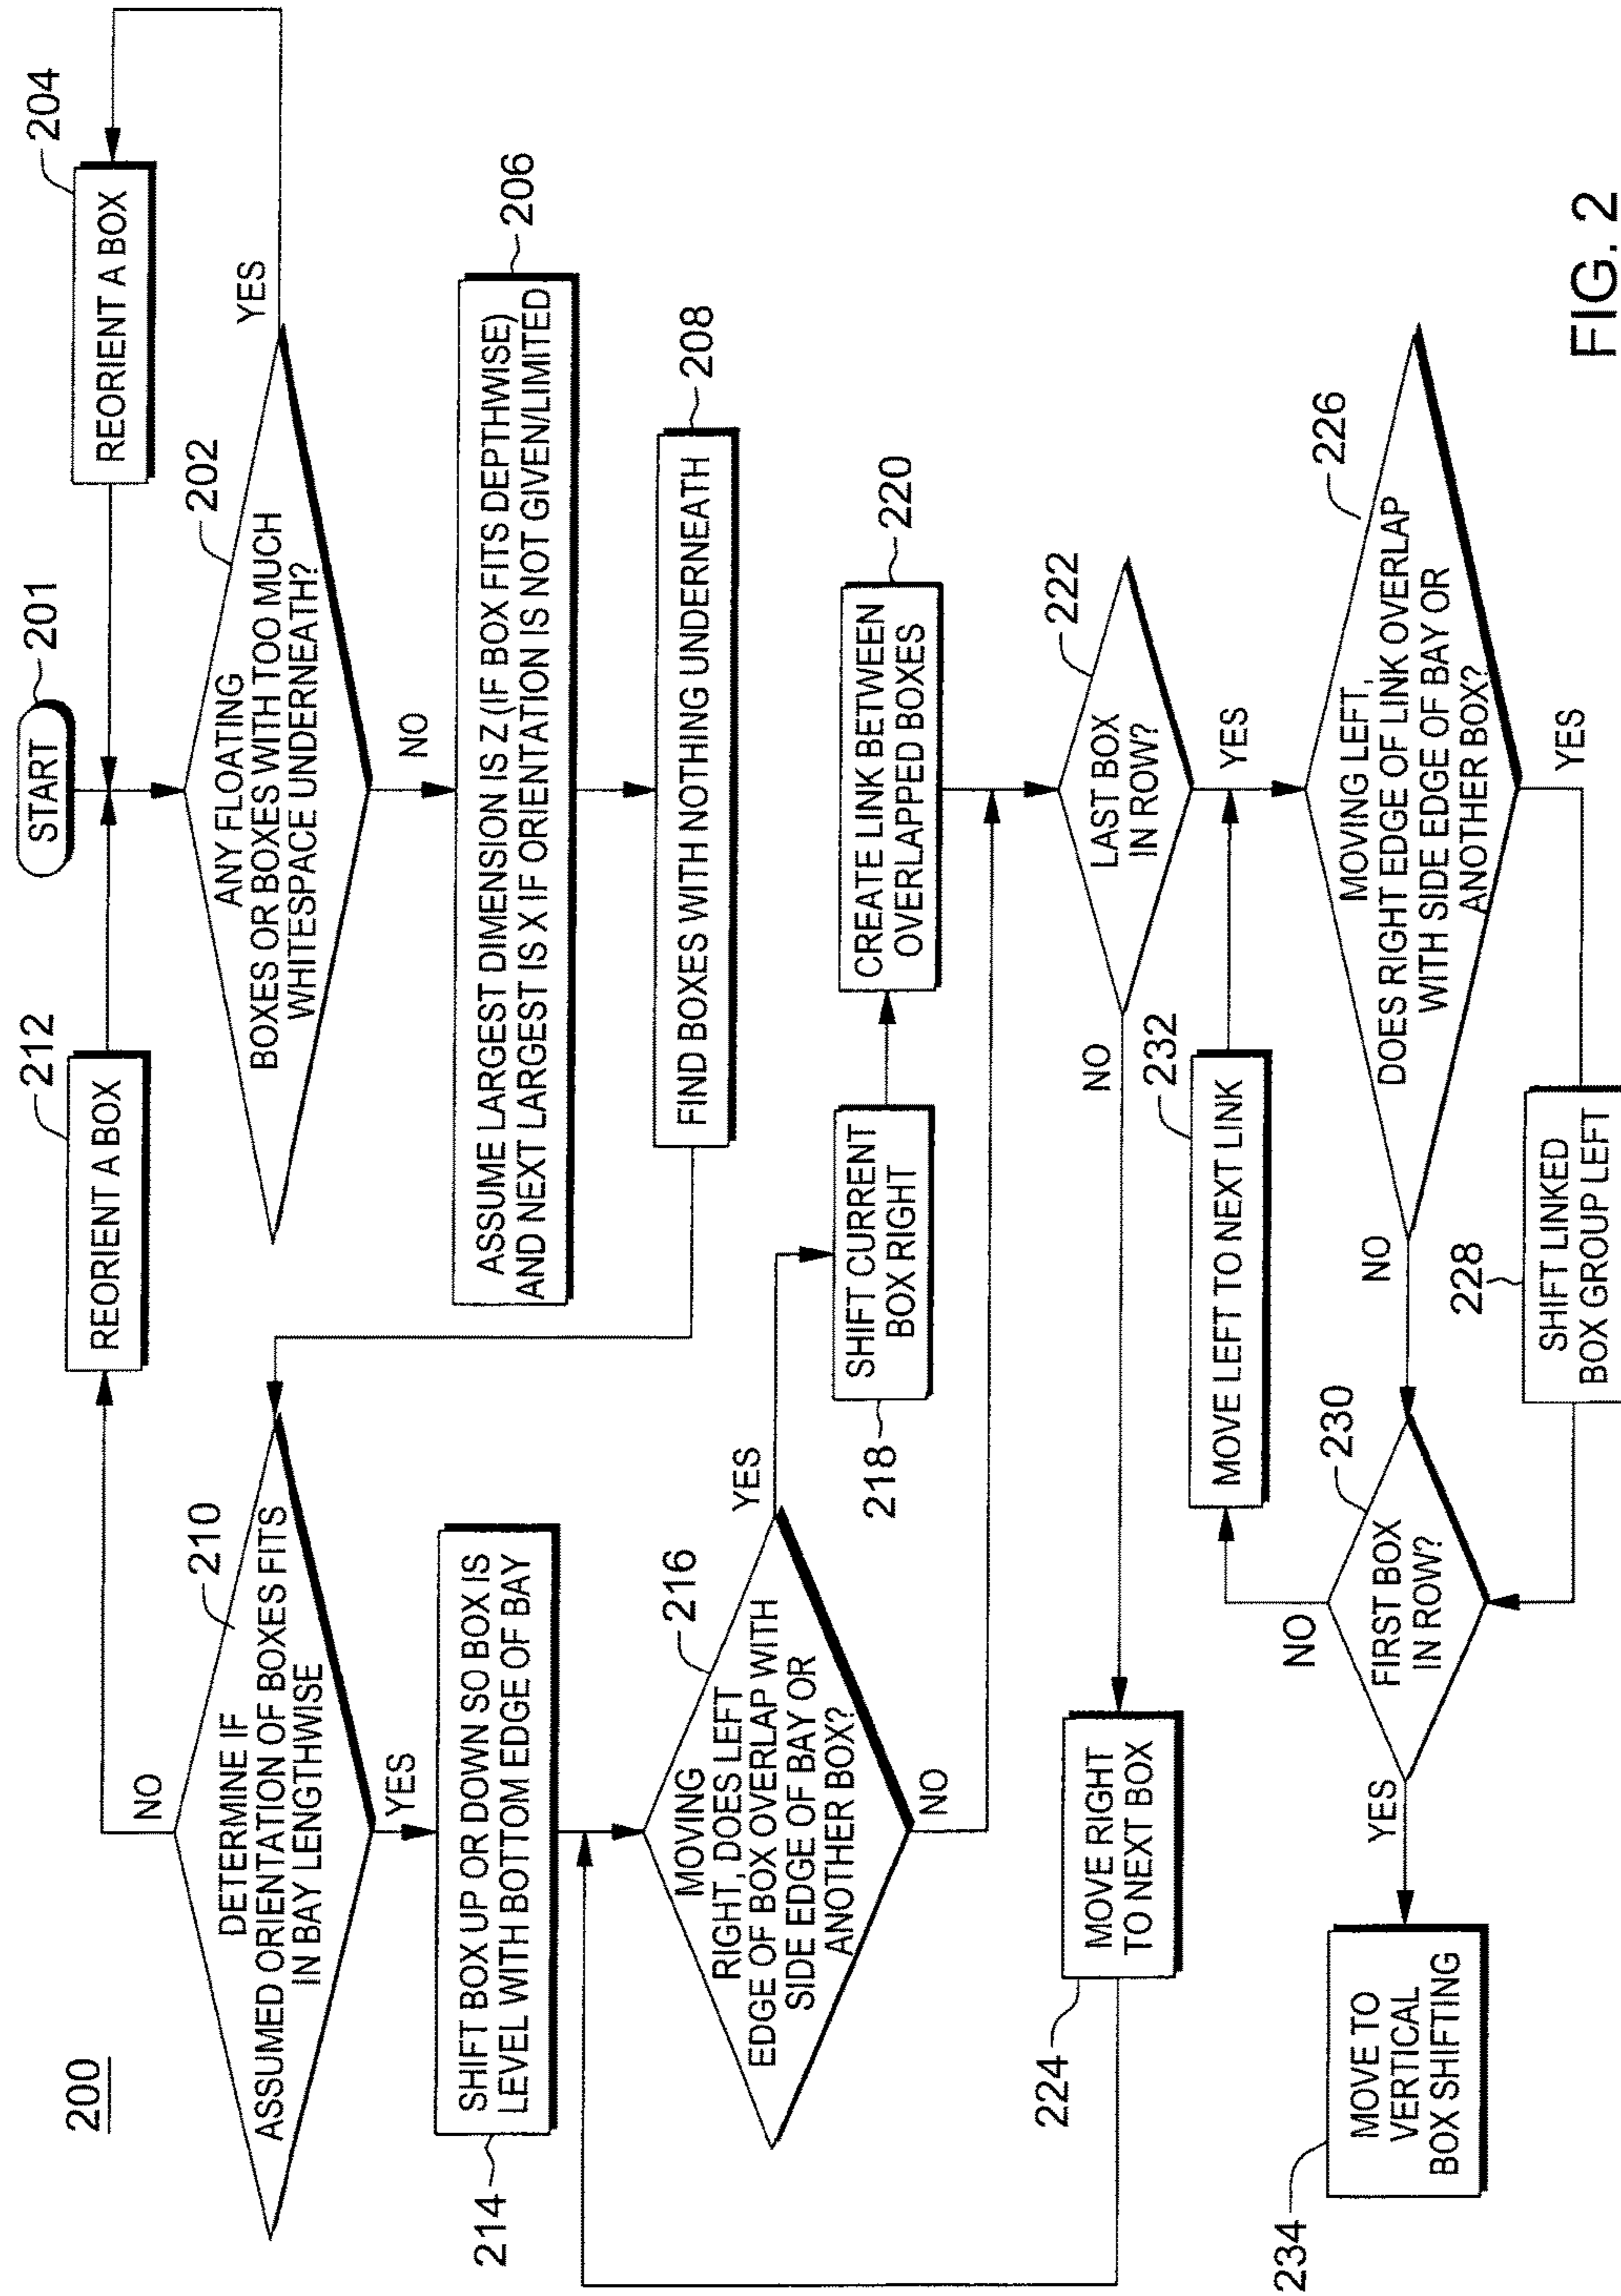 200
START
201
212
REORIENT A BOX
REORIENT A BOX
204
ANY FLOATING
BOXES OR BOXES WITH TOO MUCH
WHITESPACE UNDERNEATH?
202
YES
NO
ASSUME LARGEST DIMENSION IS Z (IF BOX FITS DEPTHWISE)
AND NEXT LARGEST IS X IF ORIENTATION IS NOT GIVEN/LIMITED
206
FIND BOXES WITH NOTHING UNDERNEATH
208
DETERMINE IF
ASSUMED ORIENTATION OF BOXES FITS
IN BAY LENGTHWISE
210
NO
YES
SHIFT BOX UP OR DOWN SO BOX IS
LEVEL WITH BOTTOM EDGE OF BAY
214
MOVING
RIGHT, DOES LEFT
EDGE OF BOX OVERLAP WITH
SIDE EDGE OF BAY OR
ANOTHER BOX?
216
YES
NO
SHIFT CURRENT
BOX RIGHT
218
CREATE LINK BETWEEN
OVERLAPPED BOXES
220
LAST BOX
IN ROW?
222
NO
YES
MOVE RIGHT
TO NEXT BOX
224
MOVING LEFT,
DOES RIGHT EDGE OF LINK OVERLAP
WITH SIDE EDGE OF BAY OR
ANOTHER BOX?
226
NO
YES
SHIFT LINKED
BOX GROUP LEFT
228
FIRST BOX
IN ROW?
230
NO
YES
MOVE LEFT TO NEXT LINK
232
MOVE TO
VERTICAL
BOX SHIFTING
234
FIG. 2